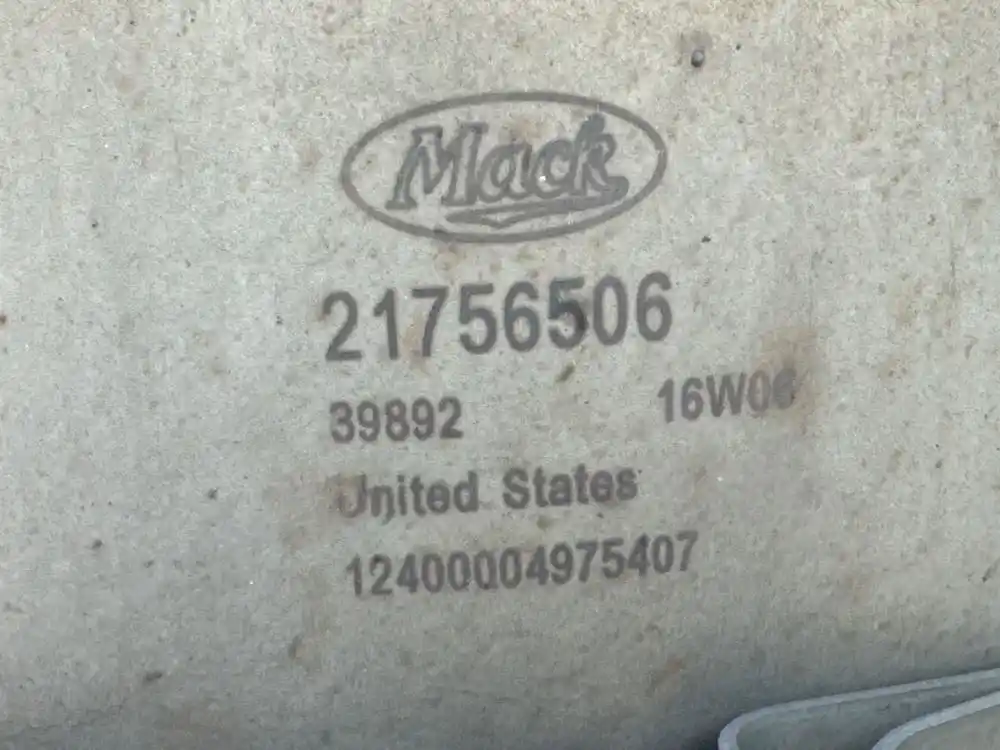 Mack
21756506
39892 16W06
United States
12400004975407